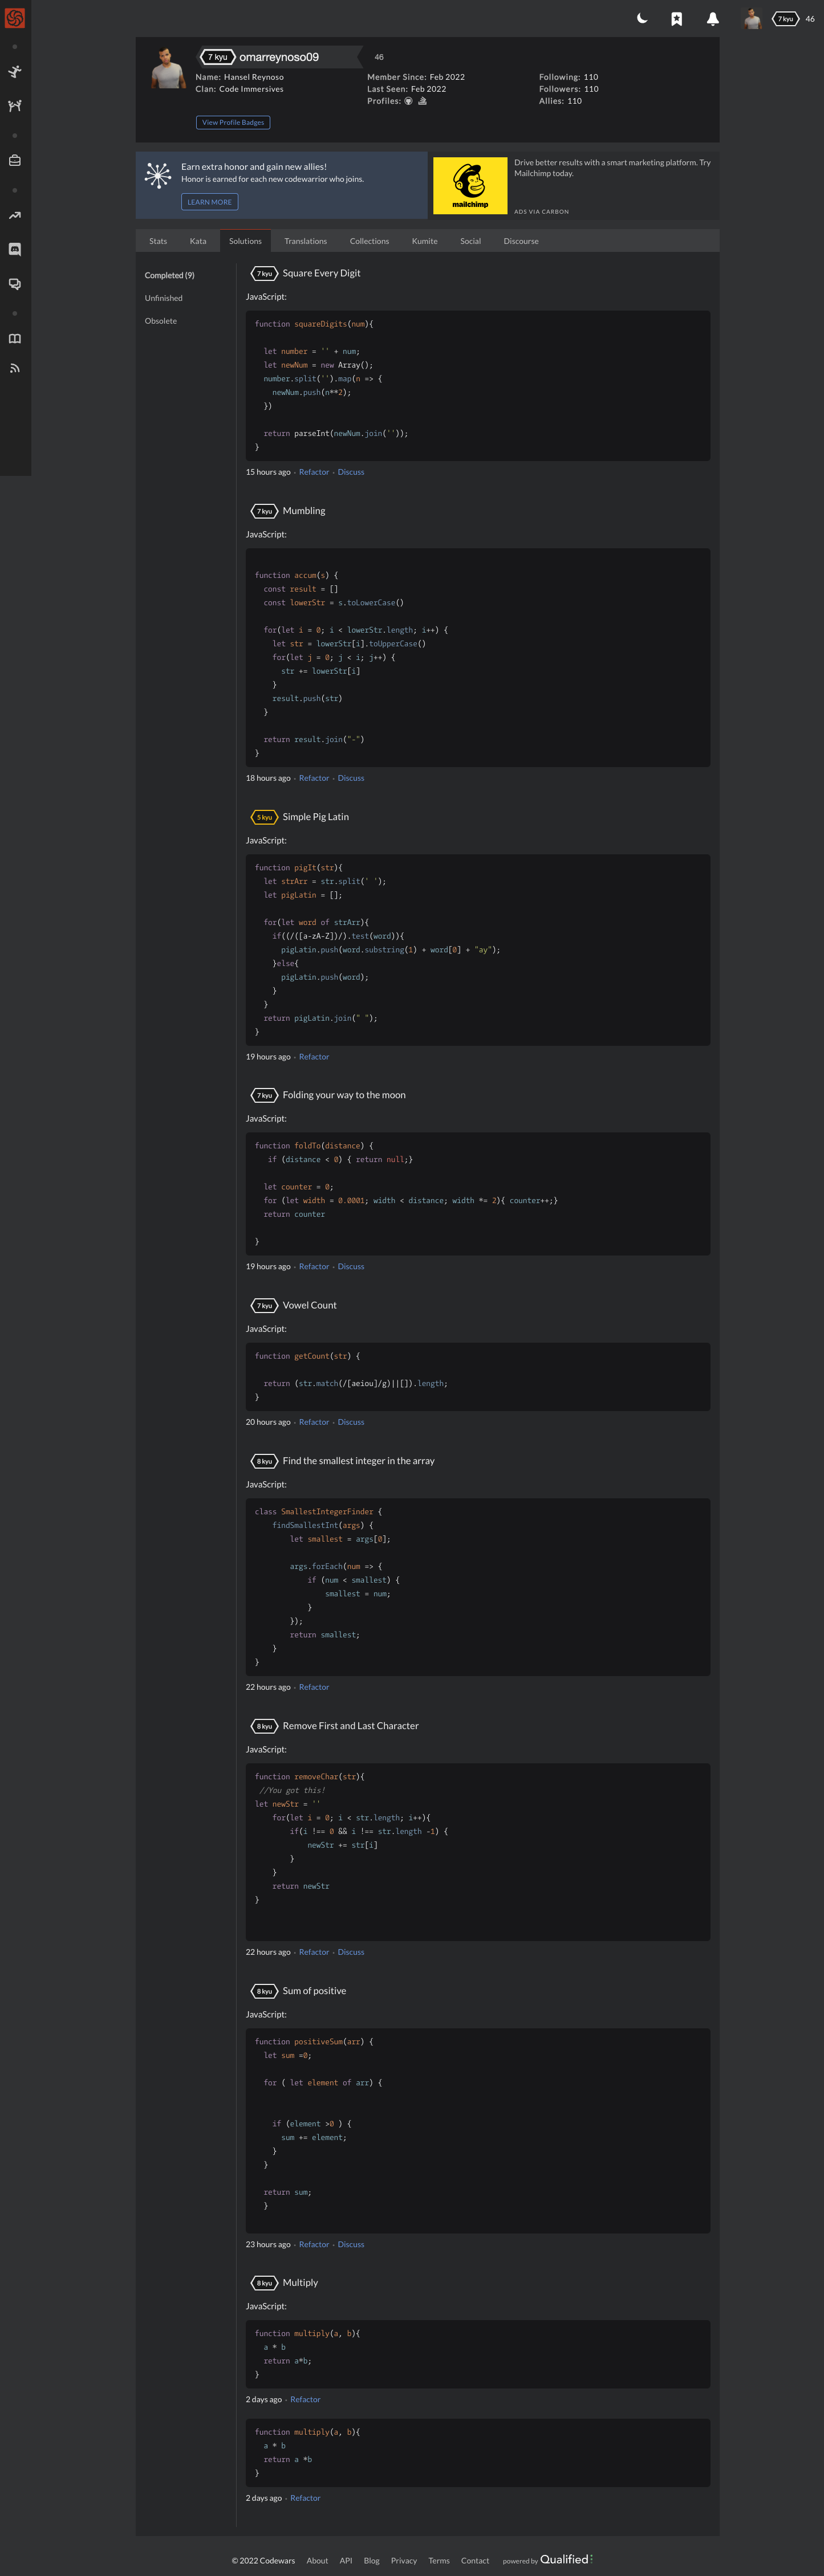 7 kyu 46
7 kyu omarreynoso09 46
Name: Hansel Reynoso
Clan: Code Immersives
Member Since: Feb 2022
Last Seen: Feb 2022
Profiles:
Following: 110
Followers: 110
Allies: 110
View Profile Badges
Earn extra honor and gain new allies!
Honor is earned for each new codewarrior who joins.
LEARN MORE
mailchimp
Drive better results with a smart marketing platform. Try
Mailchimp today.
ADS VIA CARBON
Stats Kata Solutions Translations Collections Kumite Social Discourse
Completed (9)
Unfinished
Obsolete
7 kyu Square Every Digit
JavaScript:
function squareDigits(num){
  let number = '' + num;
  let newNum = new Array();
  number.split('').map(n => {
    newNum.push(n**2);
  })
  return parseInt(newNum.join(''));
}
15 hours ago - Refactor - Discuss
7 kyu Mumbling
JavaScript:
function accum(s) {
  const result = []
  const lowerStr = s.toLowerCase()
  for(let i = 0; i < lowerStr.length; i++) {
    let str = lowerStr[i].toUpperCase()
    for(let j = 0; j < i; j++) {
      str += lowerStr[i]
    }
    result.push(str)
  }
  return result.join("-")
}
18 hours ago - Refactor - Discuss
5 kyu Simple Pig Latin
JavaScript:
function pigIt(str){
  let strArr = str.split(' ');
  let pigLatin = [];
  for(let word of strArr){
    if((/([a-zA-Z])/).test(word)){
      pigLatin.push(word.substring(1) + word[0] + "ay");
    }else{
      pigLatin.push(word);
    }
  }
  return pigLatin.join(" ");
}
19 hours ago - Refactor
7 kyu Folding your way to the moon
JavaScript:
function foldTo(distance) {
   if (distance < 0) { return null;}
  let counter = 0;
  for (let width = 0.0001; width < distance; width *= 2){ counter++;}
  return counter
}
19 hours ago - Refactor - Discuss
7 kyu Vowel Count
JavaScript:
function getCount(str) {
  return (str.match(/[aeiou]/g)||[]).length;
}
20 hours ago - Refactor - Discuss
8 kyu Find the smallest integer in the array
JavaScript:
class SmallestIntegerFinder {
    findSmallestInt(args) {
        let smallest = args[0];
        args.forEach(num => {
            if (num < smallest) {
                smallest = num;
            }
        });
        return smallest;
    }
}
22 hours ago - Refactor
8 kyu Remove First and Last Character
JavaScript:
function removeChar(str){
 //You got this!
let newStr = ''
    for(let i = 0; i < str.length; i++){
        if(i !== 0 && i !== str.length -1) {
            newStr += str[i]
        }
    }
    return newStr
}
22 hours ago - Refactor - Discuss
8 kyu Sum of positive
JavaScript:
function positiveSum(arr) {
  let sum =0;
  for ( let element of arr) {
    if (element >0 ) {
      sum += element;
    }
  }
  return sum;
  }
23 hours ago - Refactor - Discuss
8 kyu Multiply
JavaScript:
function multiply(a, b){
  a * b
  return a*b;
}
2 days ago - Refactor
function multiply(a, b){
  a * b
  return a *b
}
2 days ago - Refactor
© 2022 Codewars About API Blog Privacy Terms Contact powered by Qualified